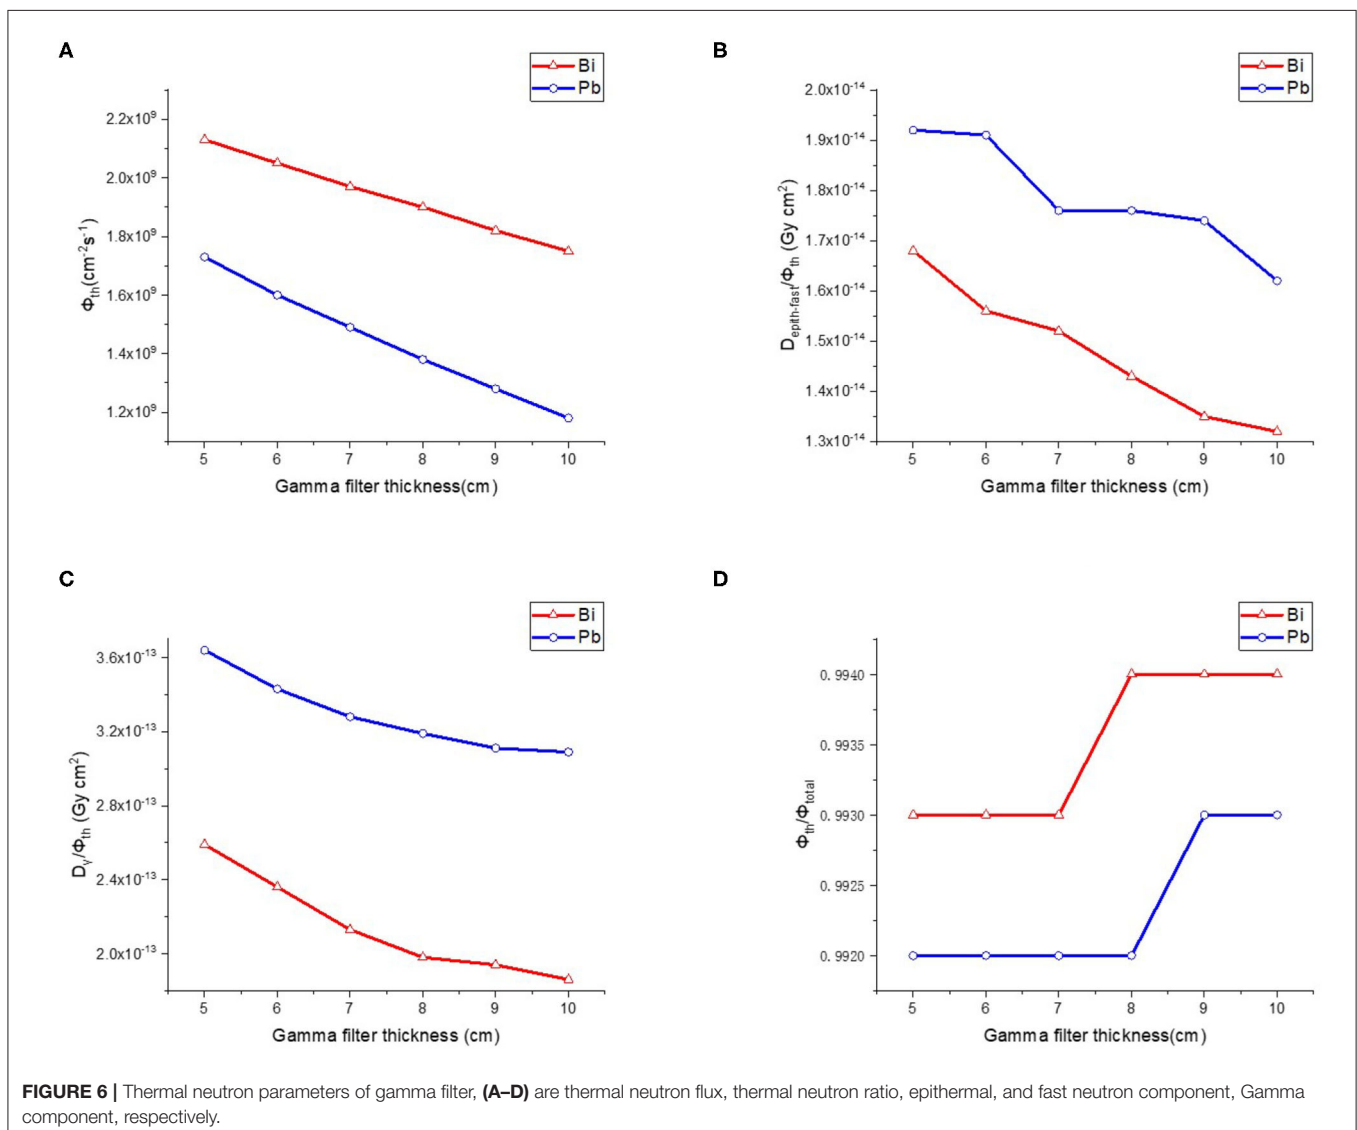 A
Bi
Pb
2.2x10⁹
2.0x10⁹
1.8x10⁹
1.6x10⁹
1.4x10⁹
1.2x10⁹
Φth(cm⁻²s⁻¹)
5 6 7 8 9 10
Gamma filter thickness(cm)
B
Bi
Pb
2.0x10⁻¹⁴
1.9x10⁻¹⁴
1.8x10⁻¹⁴
1.7x10⁻¹⁴
1.6x10⁻¹⁴
1.5x10⁻¹⁴
1.4x10⁻¹⁴
1.3x10⁻¹⁴
Depith-fast/Φth (Gy cm²)
5 6 7 8 9 10
Gamma filter thickness (cm)
C
Bi
Pb
3.6x10⁻¹³
3.2x10⁻¹³
2.8x10⁻¹³
2.4x10⁻¹³
2.0x10⁻¹³
Dγ/Φth (Gy cm²)
5 6 7 8 9 10
Gamma filter thickness (cm)
D
Bi
Pb
0.9940
0.9935
0.9930
0.9925
0.9920
Φth/Φtotal
5 6 7 8 9 10
Gamma filter thickness(cm)
FIGURE 6 | Thermal neutron parameters of gamma filter, (A–D) are thermal neutron flux, thermal neutron ratio, epithermal, and fast neutron component, Gamma
component, respectively.